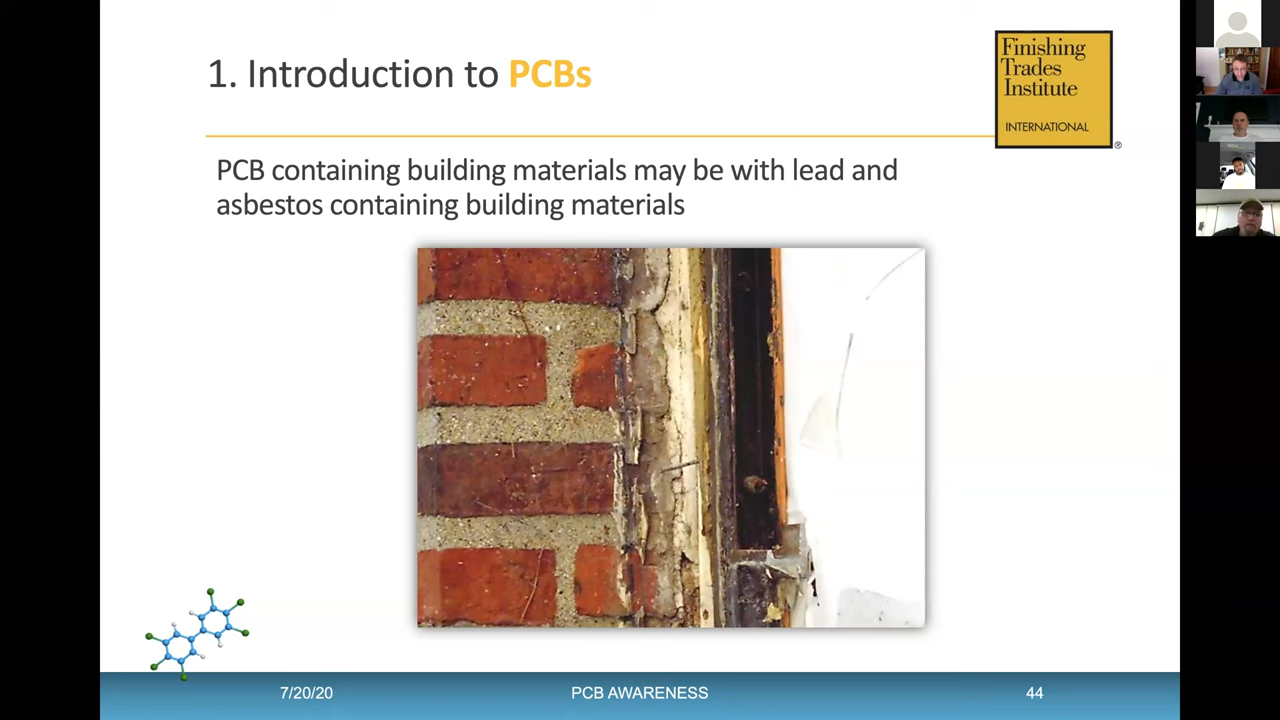 1. Introduction to PCBs
Finishing
Trades
Institute
INTERNATIONAL
®
PCB containing building materials may be with lead and
asbestos containing building materials
7/20/20
PCB AWARENESS
44